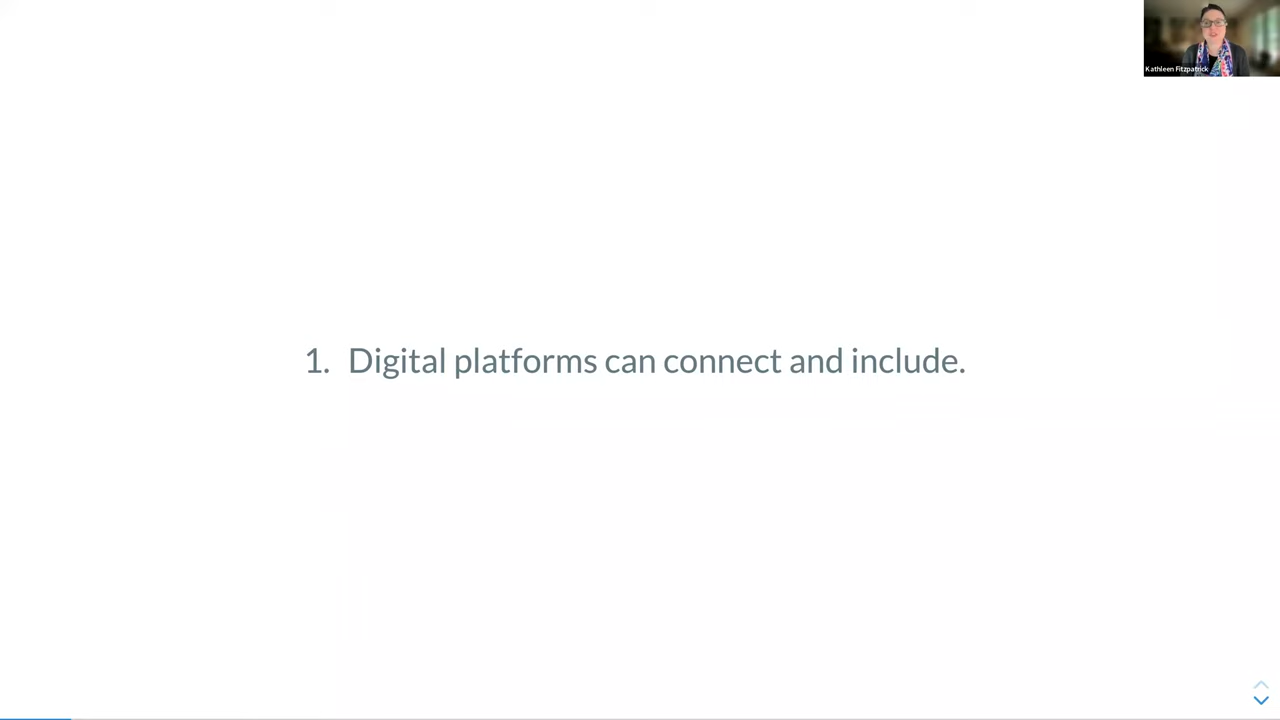 Kathleen Fitzpatrick
1. Digital platforms can connect and include.